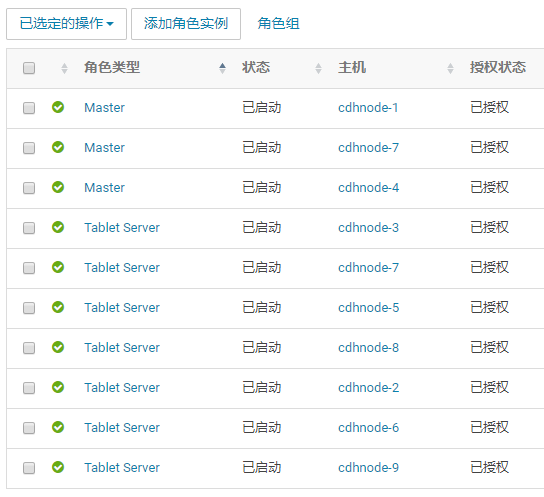 已选定的操作 添加角色实例 角色组
角色类型 状态 主机 授权状态
Master 已启动 cdhnode-1 已授权
Master 已启动 cdhnode-7 已授权
Master 已启动 cdhnode-4 已授权
Tablet Server 已启动 cdhnode-3 已授权
Tablet Server 已启动 cdhnode-7 已授权
Tablet Server 已启动 cdhnode-5 已授权
Tablet Server 已启动 cdhnode-8 已授权
Tablet Server 已启动 cdhnode-2 已授权
Tablet Server 已启动 cdhnode-6 已授权
Tablet Server 已启动 cdhnode-9 已授权